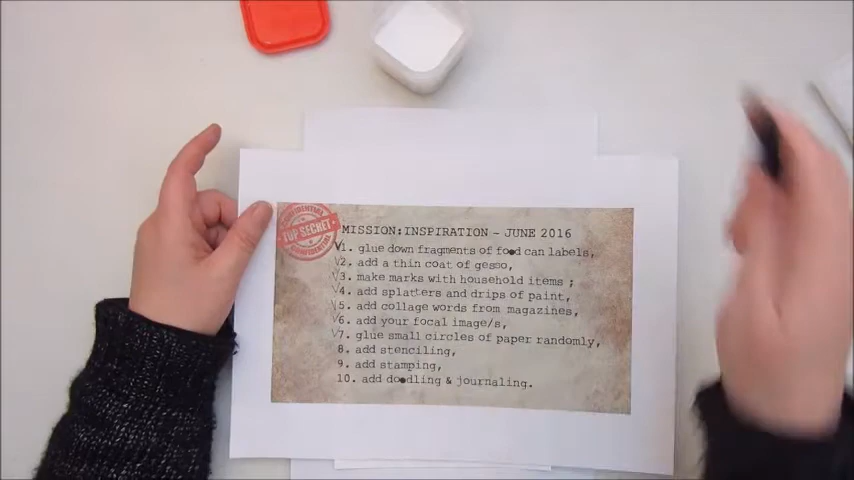 CONFIDENTIAL
TOP SECRET
CONFIDENTIAL
MISSION:INSPIRATION - JUNE 2016
1. glue down fragments of food can labels,
2. add a thin coat of gesso,
3. make marks with household items ;
4. add splatters and drips of paint,
5. add collage words from magazines,
6. add your focal image/s,
7. glue small circles of paper randomly,
8. add stenciling,
9. add stamping,
10. add doodling & journaling.